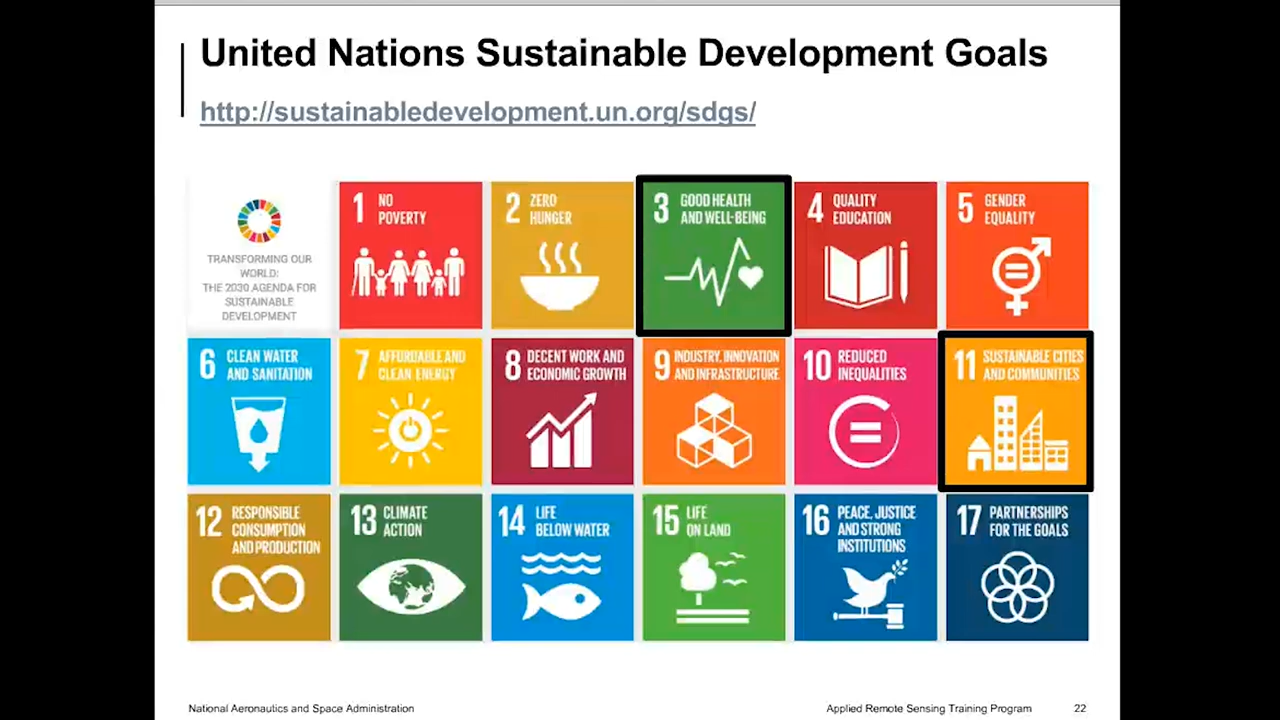 United Nations Sustainable Development Goals
http://sustainabledevelopment.un.org/sdgs/
TRANSFORMING OUR
WORLD:
THE 2030 AGENDA FOR
SUSTAINABLE
DEVELOPMENT
1 NO
POVERTY
2 ZERO
HUNGER
3 GOOD HEALTH
AND WELL-BEING
4 QUALITY
EDUCATION
5 GENDER
EQUALITY
6 CLEAN WATER
AND SANITATION
7 AFFORDABLE AND
CLEAN ENERGY
8 DECENT WORK AND
ECONOMIC GROWTH
9 INDUSTRY, INNOVATION
AND INFRASTRUCTURE
10 REDUCED
INEQUALITIES
11 SUSTAINABLE CITIES
AND COMMUNITIES
12 RESPONSIBLE
CONSUMPTION
AND PRODUCTION
13 CLIMATE
ACTION
14 LIFE
BELOW WATER
15 LIFE
ON LAND
16 PEACE, JUSTICE
AND STRONG
INSTITUTIONS
17 PARTNERSHIPS
FOR THE GOALS
National Aeronautics and Space Administration
Applied Remote Sensing Training Program
22